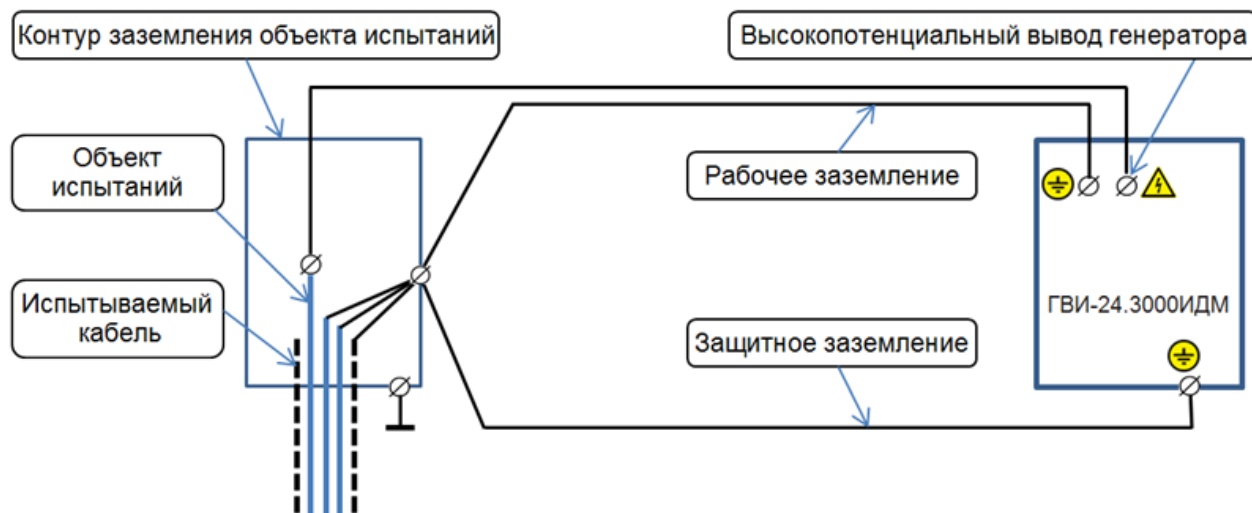 Контур заземления объекта испытаний
Высокопотенциальный вывод генератора
Объект
испытаний
Рабочее заземление
Испытываемый
кабель
ГВИ-24.3000ИДМ
Защитное заземление